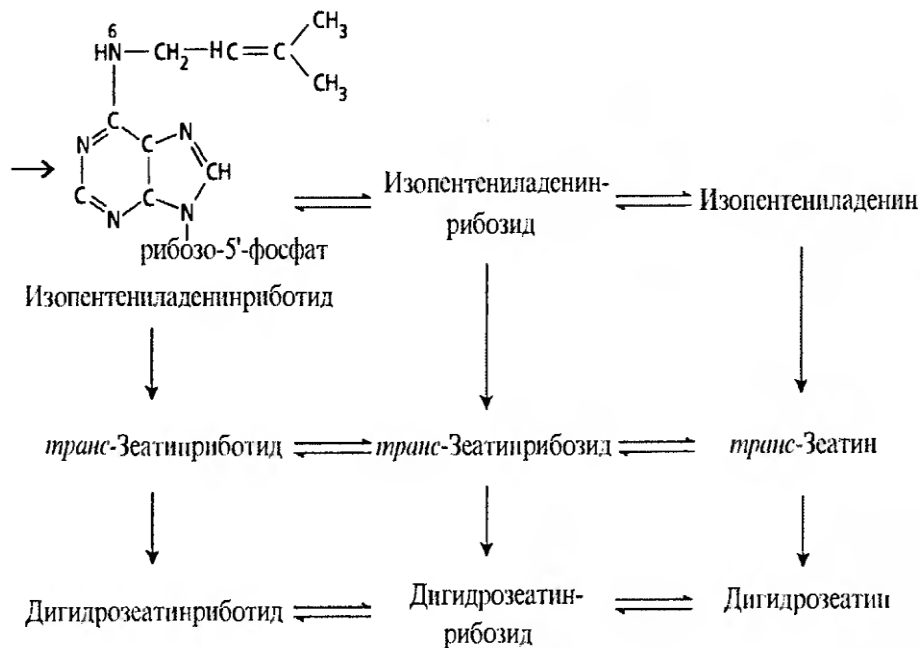 6
HN—CH2—HC=C
CH3
CH3
C
N
C
N
CH
C
N
C
N
рибозо-5'-фосфат
Изопентениладенинриботид
Изопентениладенин-
рибозид
Изопентениладенин
транс-Зеатинриботид
транс-Зеатинрибозид
транс-Зеатин
Дигидрозеатинриботид
Дигидрозеатин-
рибозид
Дигидрозеатин